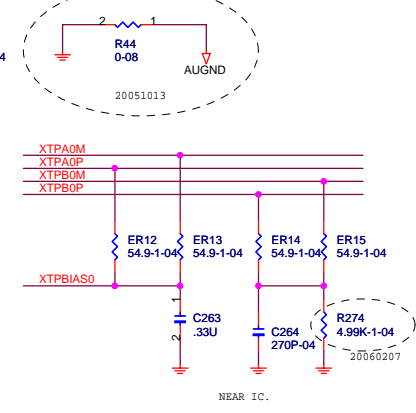 2 1
R44
0-08
4
AUGND
20051013
XTPA0M
XTPA0P
XTPB0M
XTPB0P
ER12
54.9-1-04
ER13
54.9-1-04
ER14
54.9-1-04
ER15
54.9-1-04
XTPBIAS0
1
C263
.33U
2
C264
270P-04
R274
4.99K-1-04
20060207
NEAR IC.